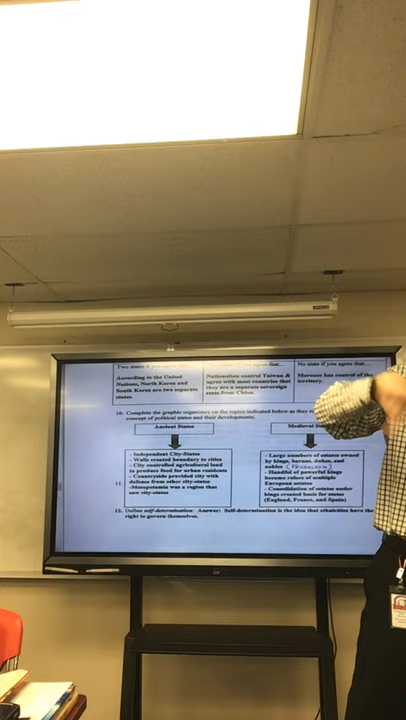 Two states if you agree that... if you agree that... No state if you agree that...
According to the United Nationalists control Taiwan & Morocco has control of the
Nations, North Korea and agree with most countries that territory.
South Korea are two separate they are a separate sovereign
states. state from China.
10. Complete the graphic organizers on the topics indicated below as they
concept of political states and their developments.
Ancient States Medieval
- Independent City-States
- Walls created boundary to cities
- City controlled agricultural land
to produce food for urban residents
- Countryside provided city with
defense from other city-states
-Mesopotamia was a region that
saw city-states
- Large numbers of estates owned
by kings, barons, dukes, and
nobles (FEUDALISM)
- Handful of powerful kings
became rulers of multiple
European estates
- Consolidation of estates under
kings created basis for states
(England, France, and Spain)
11.
12. Define self-determination: Answer: Self-determination is the idea that ethnicities have the
right to govern themselves.